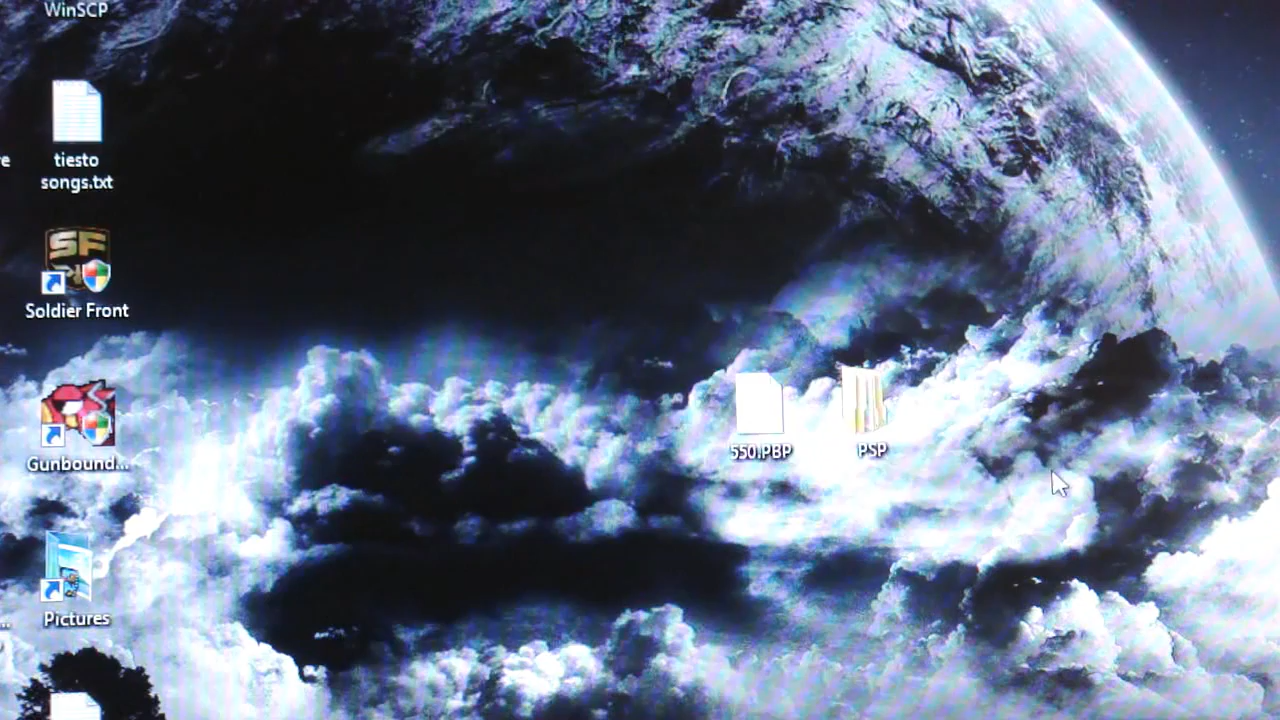 WinSCP
tiesto
songs.txt
SF
Soldier Front
Gunbound...
Pictures
550.PBP
PSP